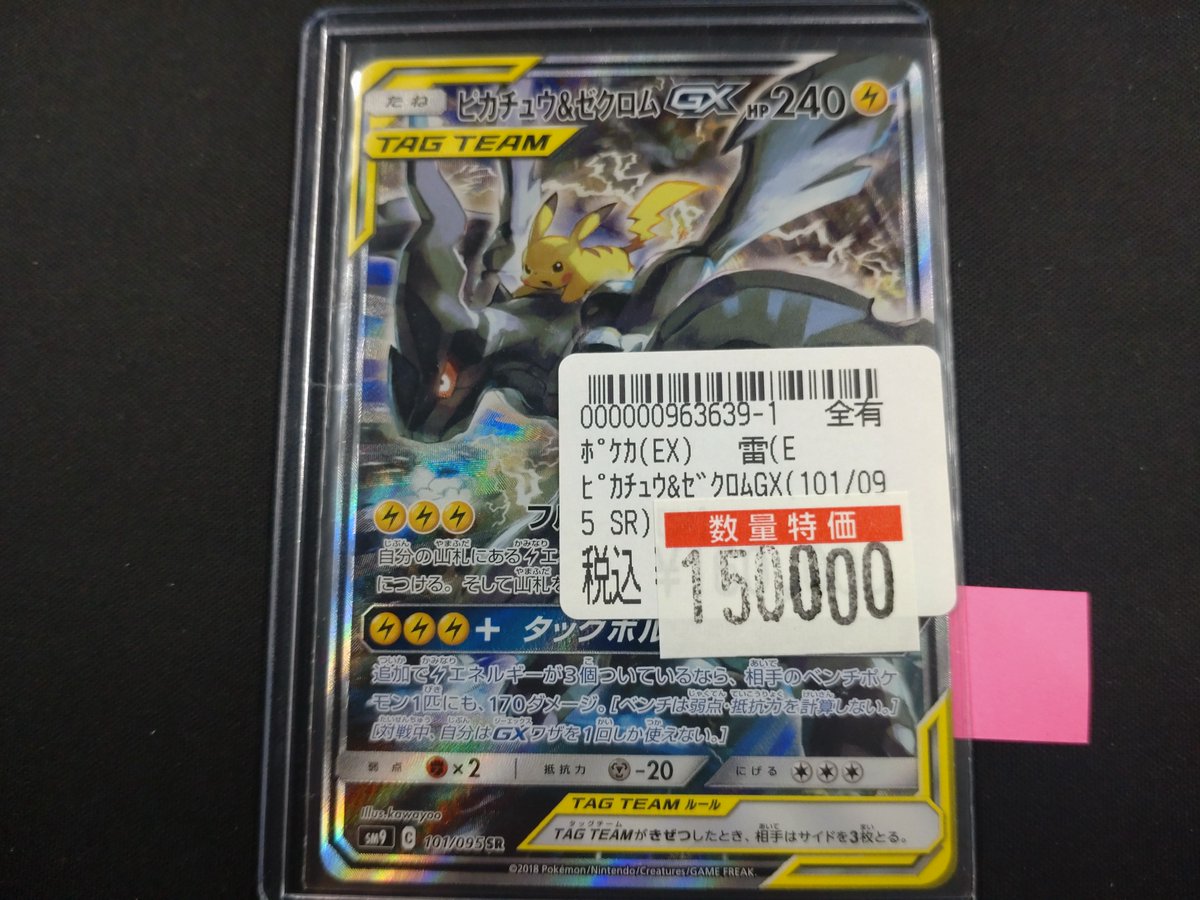 たね ピカチュウ&ゼクロムGX HP240
TAG TEAM
000000963639-1 全有
ﾎﾟｹｶ(EX) 雷(E
ﾋﾟｶﾁｭｳ&ｾﾞｸﾛﾑGX(101/09
5 SR)
数量特価
税込 150000
フル
自分の山札にあるエ
につける。そして山札を
+ タッグボル
追加でエネルギーが3個ついているなら、相手のベンチポケ
モン1匹にも、170ダメージ。[ベンチは弱点・抵抗力を計算しない。]
[対戦中、自分はGXワザを1回しか使えない。]
弱点 ×2 抵抗力 -20 にげる
Illus.kawayoo
TAG TEAM ルール
TAG TEAMがきぜつしたとき、相手はサイドを3枚とる。
SM9 C 101/095 SR
©2018 Pokémon/Nintendo/Creatures/GAME FREAK.